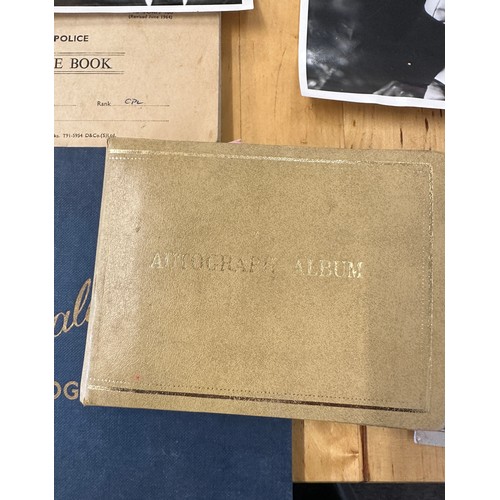 (Revised June 1964)
POLICE
E BOOK
Rank CPL
AUTOGRAPH ALBUM